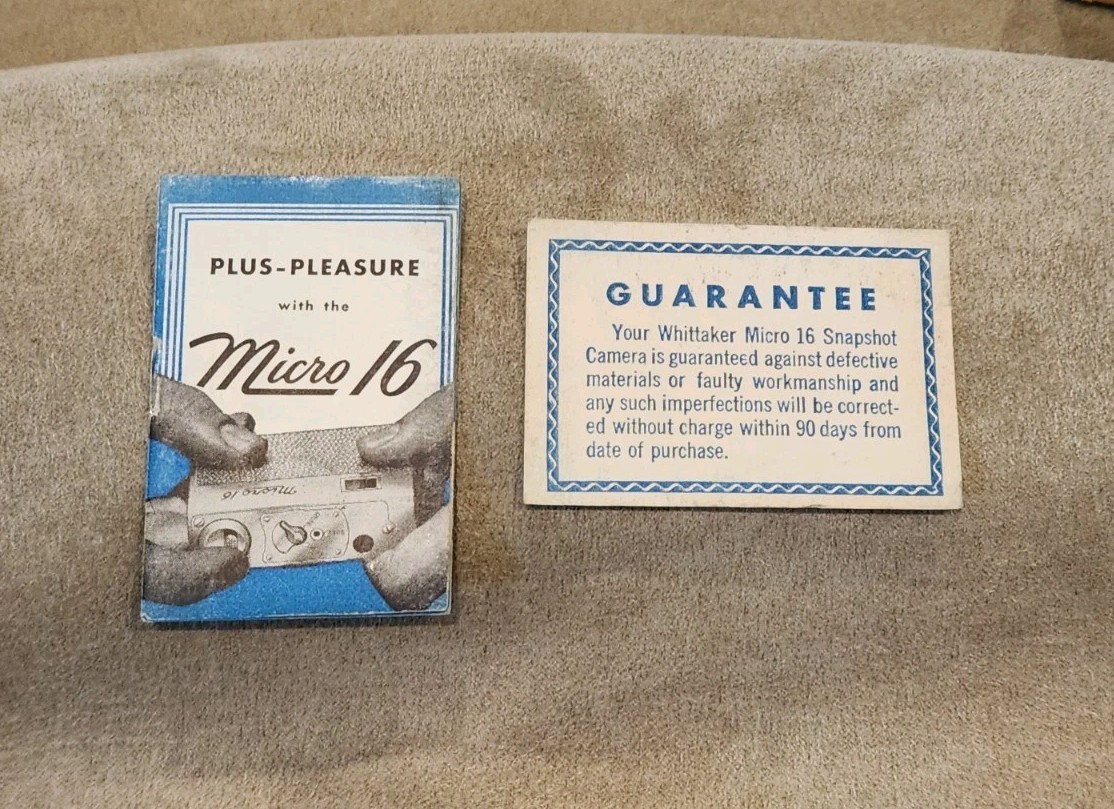 PLUS-PLEASURE
with the
Micro 16
Micro 16
GUARANTEE
Your Whittaker Micro 16 Snapshot
Camera is guaranteed against defective
materials or faulty workmanship and
any such imperfections will be correct-
ed without charge within 90 days from
date of purchase.